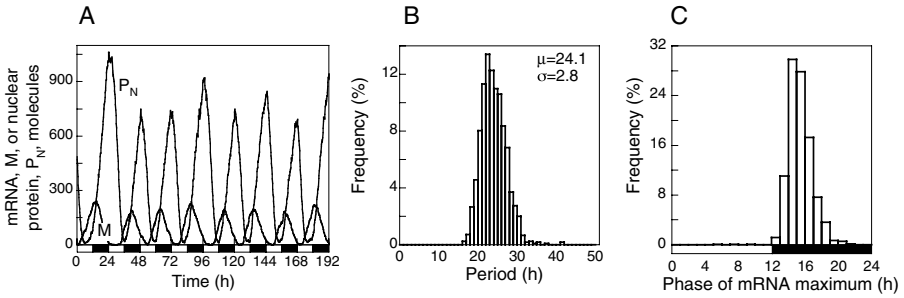 A
mRNA, M, or nuclear
protein, P_N, molecules
900
600
300
0
P_N
M
0 24 48 72 96 120 144 168 192
Time (h)
B
Frequency (%)
12
8
4
0
μ=24.1
σ=2.8
0 10 20 30 40 50
Period (h)
C
Frequency (%)
32
24
16
8
0
0 4 8 12 16 20 24
Phase of mRNA maximum (h)